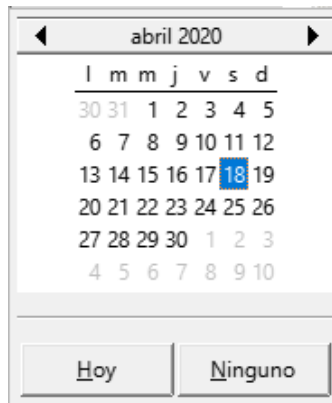 abril 2020
l m m j v s d
30 31 1 2 3 4 5
6 7 8 9 10 11 12
13 14 15 16 17 18 19
20 21 22 23 24 25 26
27 28 29 30 1 2 3
4 5 6 7 8 9 10
Hoy Ninguno